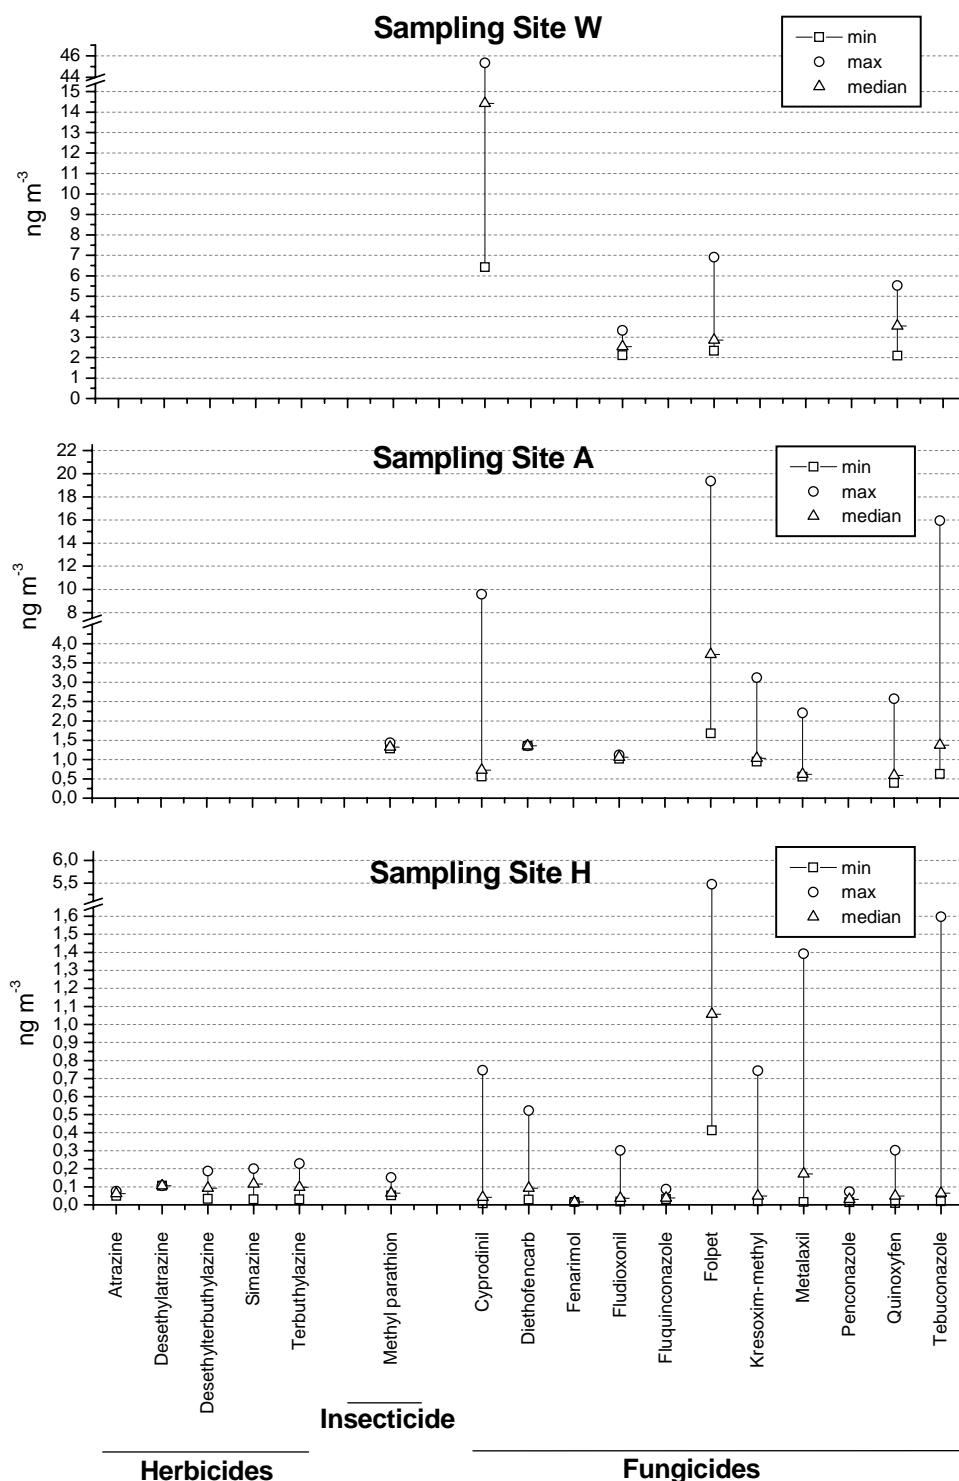 Sampling Site W
min
max
median
46
44
15
14
13
12
11
10
9
8
7
6
5
4
3
2
1
0
ng m-3
Sampling Site A
min
max
median
22
20
18
16
14
12
10
8
4,0
3,5
3,0
2,5
2,0
1,5
1,0
0,5
0,0
ng m-3
Sampling Site H
min
max
median
6,0
5,5
1,6
1,5
1,4
1,3
1,2
1,1
1,0
0,9
0,8
0,7
0,6
0,5
0,4
0,3
0,2
0,1
0,0
ng m-3
Atrazine
Desethylatrazine
Desethylterbuthylazine
Simazine
Terbuthylazine
Methyl parathion
Cyprodinil
Diethofencarb
Fenarimol
Fludioxonil
Fluquinconazole
Folpet
Kresoxim-methyl
Metalaxil
Penconazole
Quinoxyfen
Tebuconazole
Insecticide
Herbicides
Fungicides